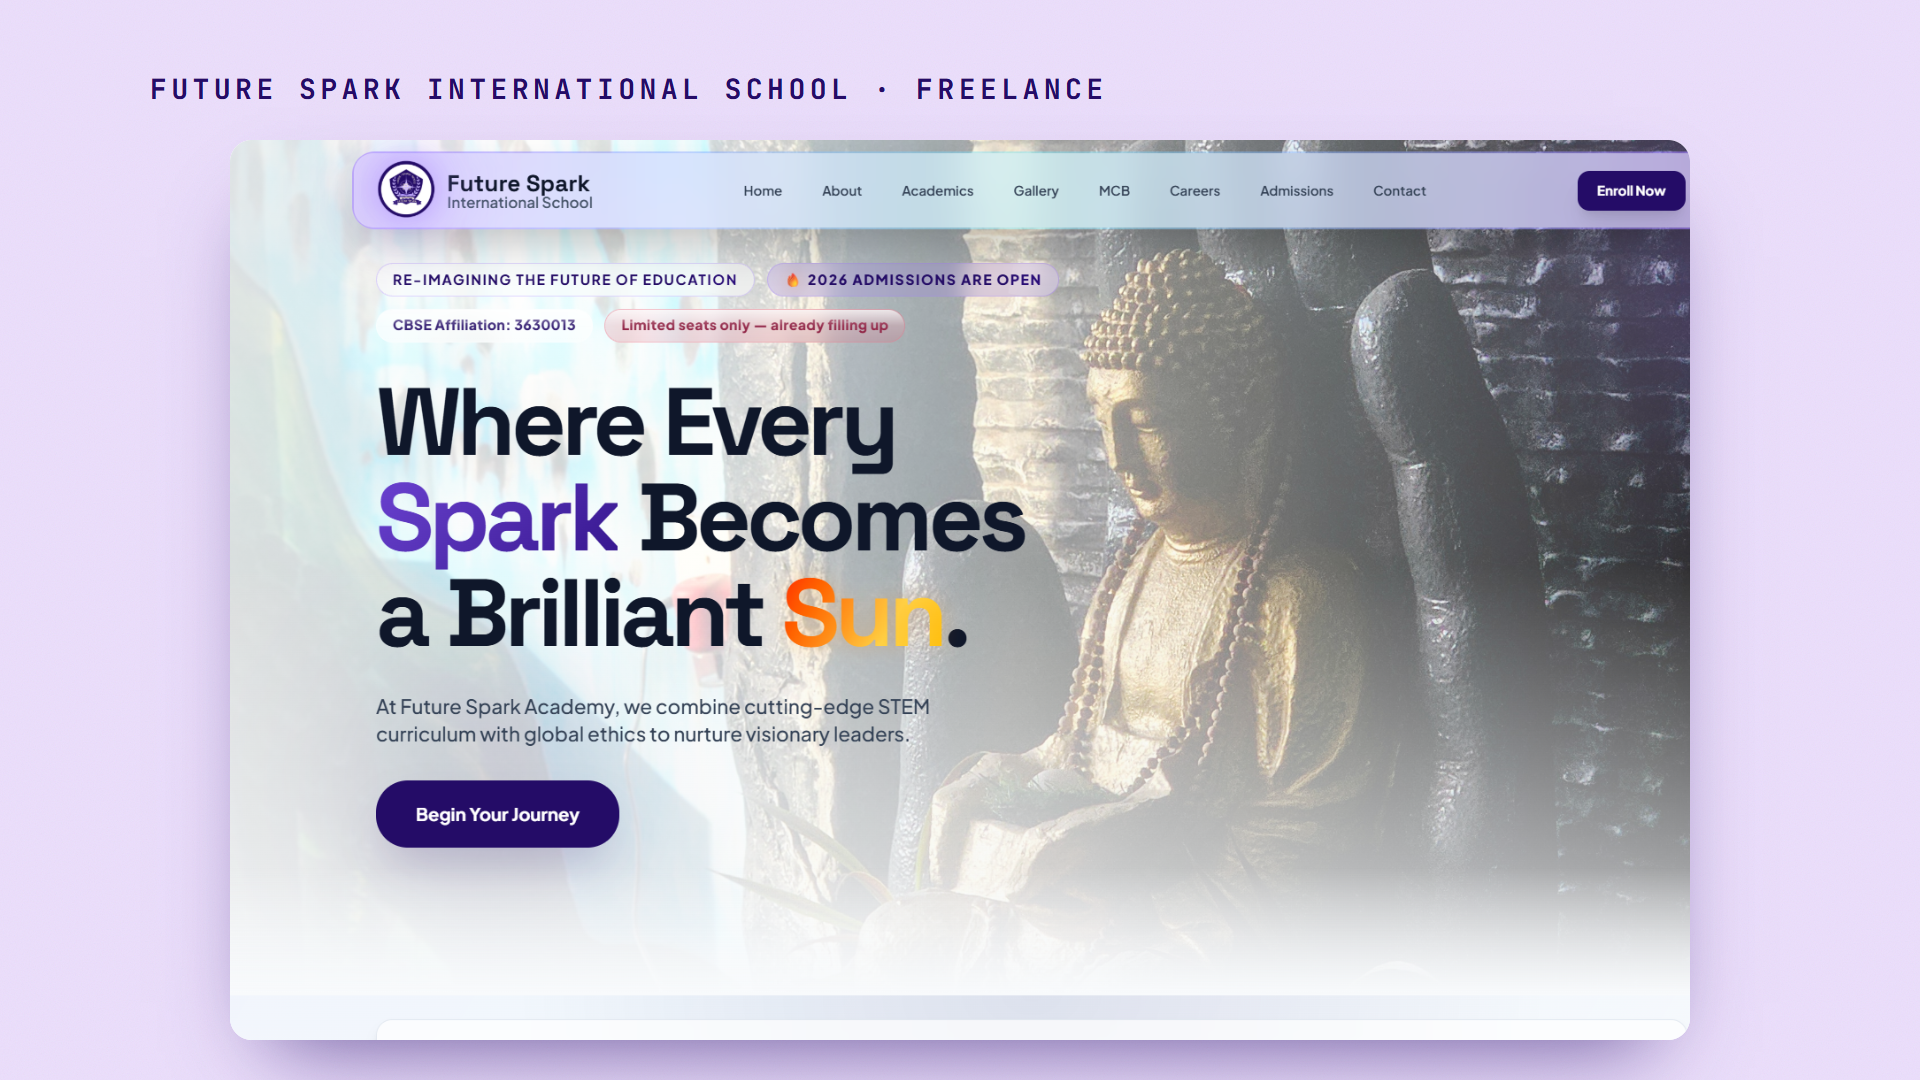 FUTURE SPARK INTERNATIONAL SCHOOL · FREELANCE
Future Spark
International School
Home About Academics Gallery MCB Careers Admissions Contact
Enroll Now
RE-IMAGINING THE FUTURE OF EDUCATION
🔥 2026 ADMISSIONS ARE OPEN
CBSE Affiliation: 3630013
Limited seats only — already filling up
Where Every
Spark Becomes
a Brilliant Sun.
At Future Spark Academy, we combine cutting-edge STEM
curriculum with global ethics to nurture visionary leaders.
Begin Your Journey